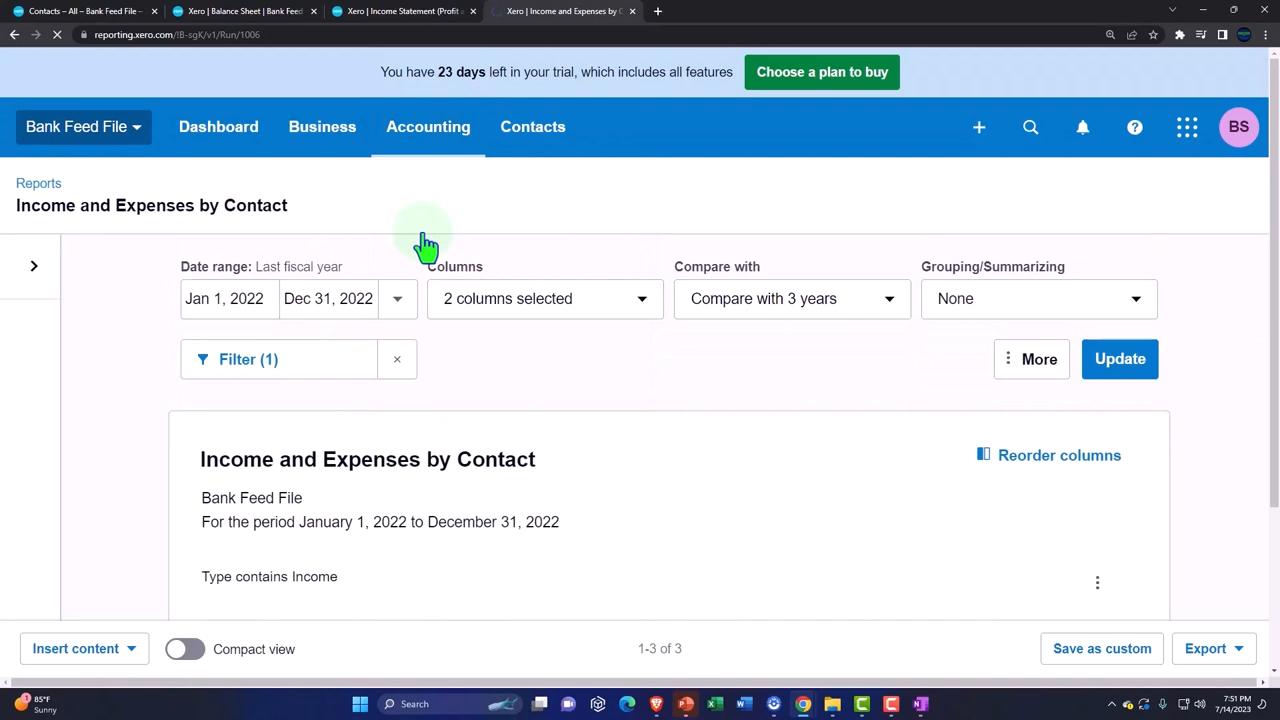 Contacts – All – Bank Feed File –
Xero | Balance Sheet | Bank Feed
Xero | Income Statement (Profit a
Xero | Income and Expenses by C
reporting.xero.com/!B-sgK/v1/Run/1006
You have 23 days left in your trial, which includes all features
Choose a plan to buy
Bank Feed File
Dashboard
Business
Accounting
Contacts
BS
Reports
Income and Expenses by Contact
Date range: Last fiscal year
Columns
Compare with
Grouping/Summarizing
Jan 1, 2022
Dec 31, 2022
2 columns selected
Compare with 3 years
None
Filter (1)
More
Update
Income and Expenses by Contact
Reorder columns
Bank Feed File
For the period January 1, 2022 to December 31, 2022
Type contains Income
Insert content
Compact view
1-3 of 3
Save as custom
Export
85°F
Sunny
Search
7:51 PM
7/14/2023